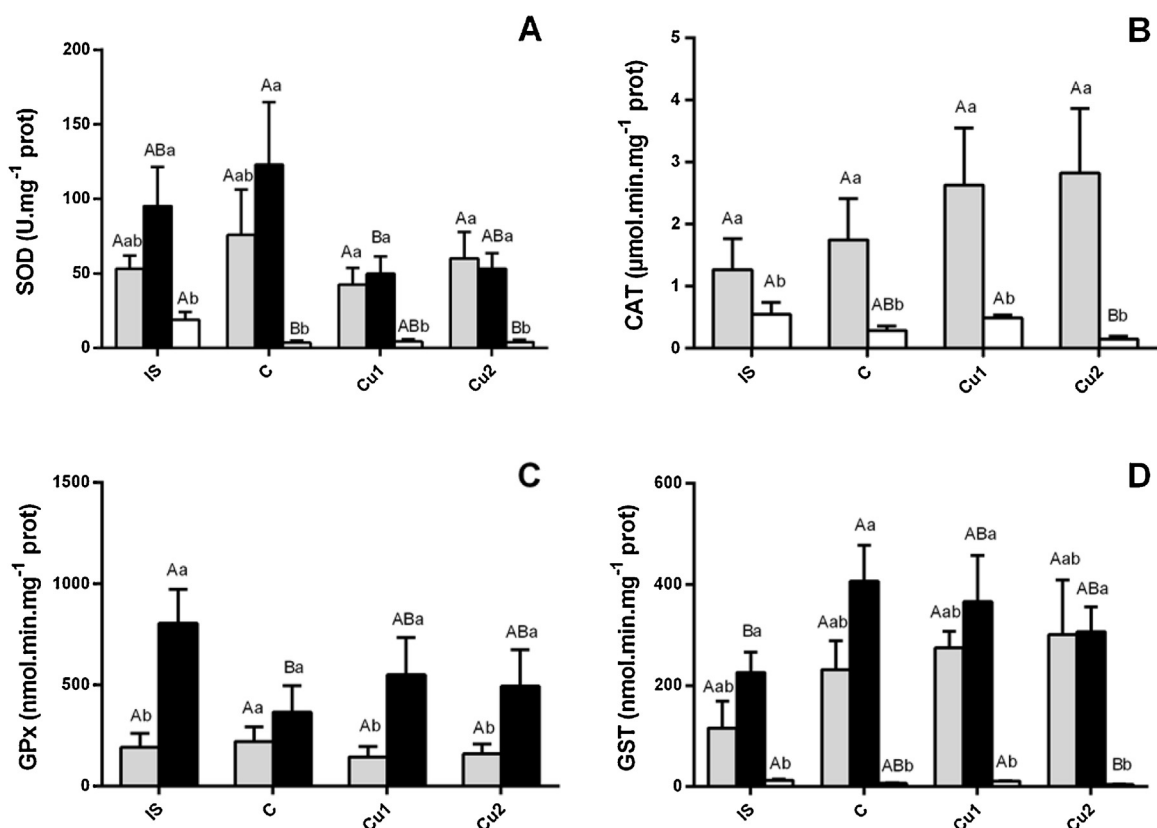 A
SOD (U.mg⁻¹ prot)
200
150
100
50
0
Aab ABa Ab
Aab Aa Bb
Aa Ba ABb
Aa ABa Bb
IS C Cu1 Cu2
B
CAT (µmol.min.mg⁻¹ prot)
5
4
3
2
1
0
Aa Ab
Aa ABb
Aa Ab
Aa Bb
IS C Cu1 Cu2
C
GPx (nmol.min.mg⁻¹ prot)
1500
1000
500
0
Ab Aa
Aa Ba
Ab ABa
Ab ABa
IS C Cu1 Cu2
D
GST (nmol.min.mg⁻¹ prot)
600
400
200
0
Aab Ba Ab
Aab Aa ABb
Aab ABa Ab
Aab ABa Bb
IS C Cu1 Cu2